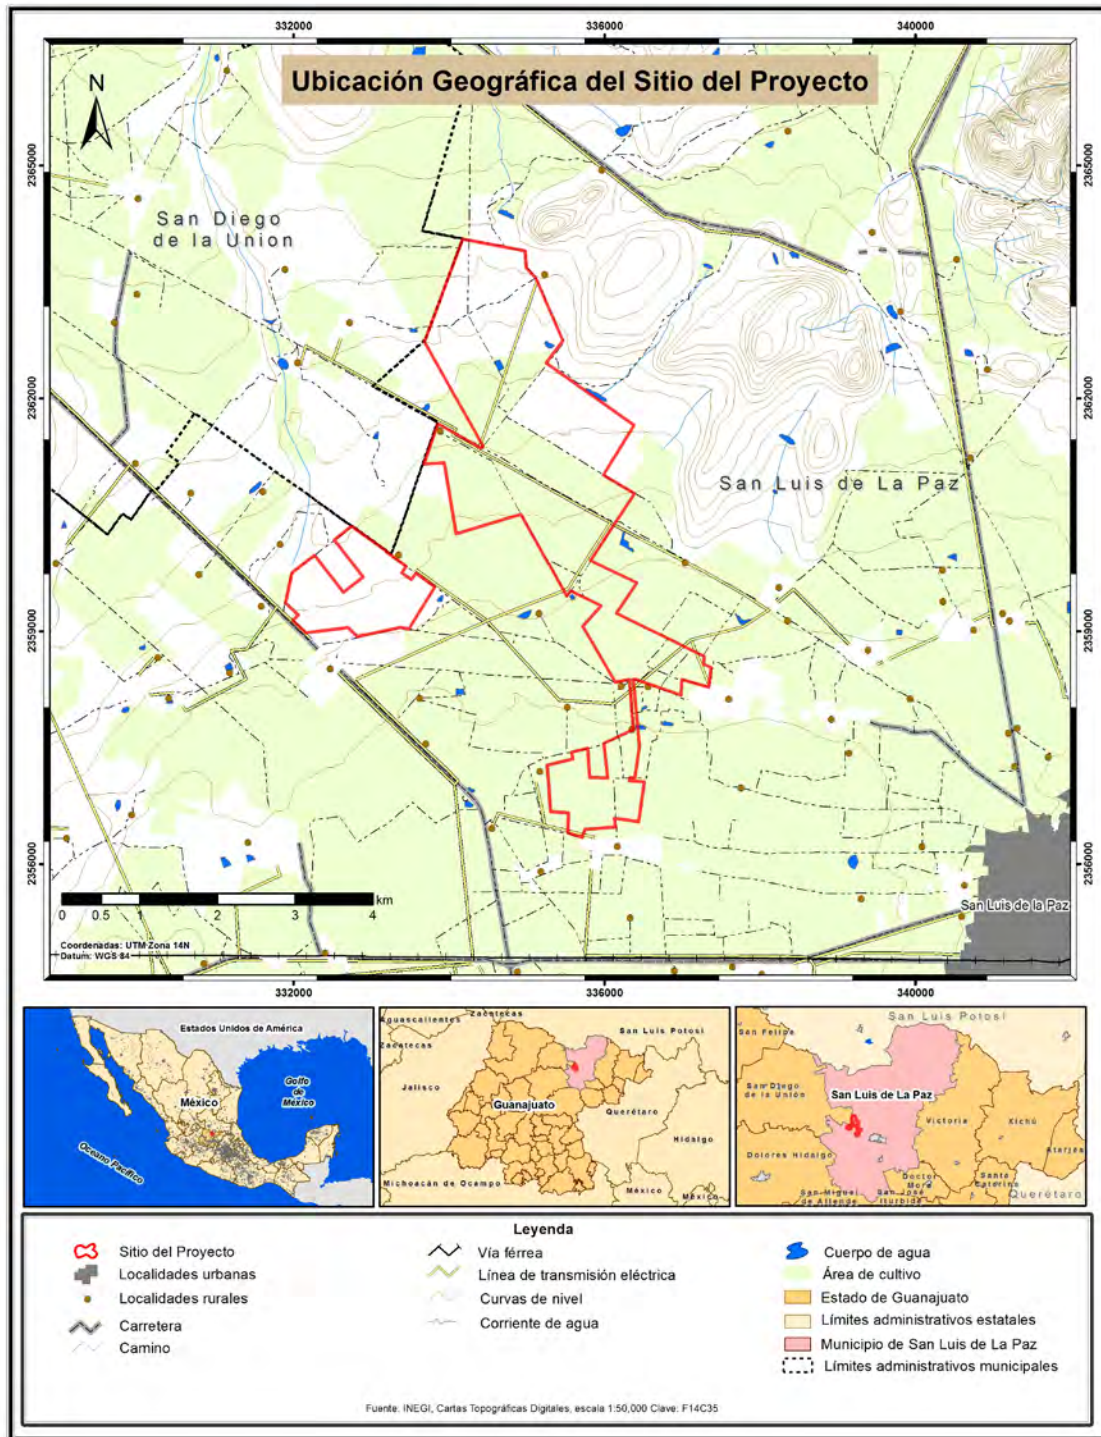 332000
336000
340000
Ubicación Geográfica del Sitio del Proyecto
N
2365000
2365000
San Diego
de la Union
2362000
2362000
San Luis de La Paz
2359000
2359000
2356000
2356000
San Luis de la Paz
0 0.5 1 2 3 4 km
Coordenadas: UTM Zona 14N
Datum: WGS 84
332000
336000
340000
Estados Unidos de América
México
Golfo
de
México
Oceano Pacífico
Aguascalientes
Zacatecas
Zacatecas
San Luis Potosí
Jalisco
Guanajuato
Querétaro
Hidalgo
Michoacán de Ocampo
México
México
San Luis Potosí
San Felipe
San Diego
de la Unión
San Luis de La Paz
Victoria
Xichú
Atarjea
Dolores Hidalgo
Doctor
Mora
Santa
Catarina
San Miguel
de Allende
San José
Iturbide
Querétaro
Leyenda
Sitio del Proyecto
Localidades urbanas
Localidades rurales
Carretera
Camino
Vía férrea
Línea de transmisión eléctrica
Curvas de nivel
Corriente de agua
Cuerpo de agua
Área de cultivo
Estado de Guanajuato
Límites administrativos estatales
Municipio de San Luis de La Paz
Límites administrativos municipales
Fuente: INEGI, Cartas Topográficas Digitales, escala 1:50,000 Clave: F14C35